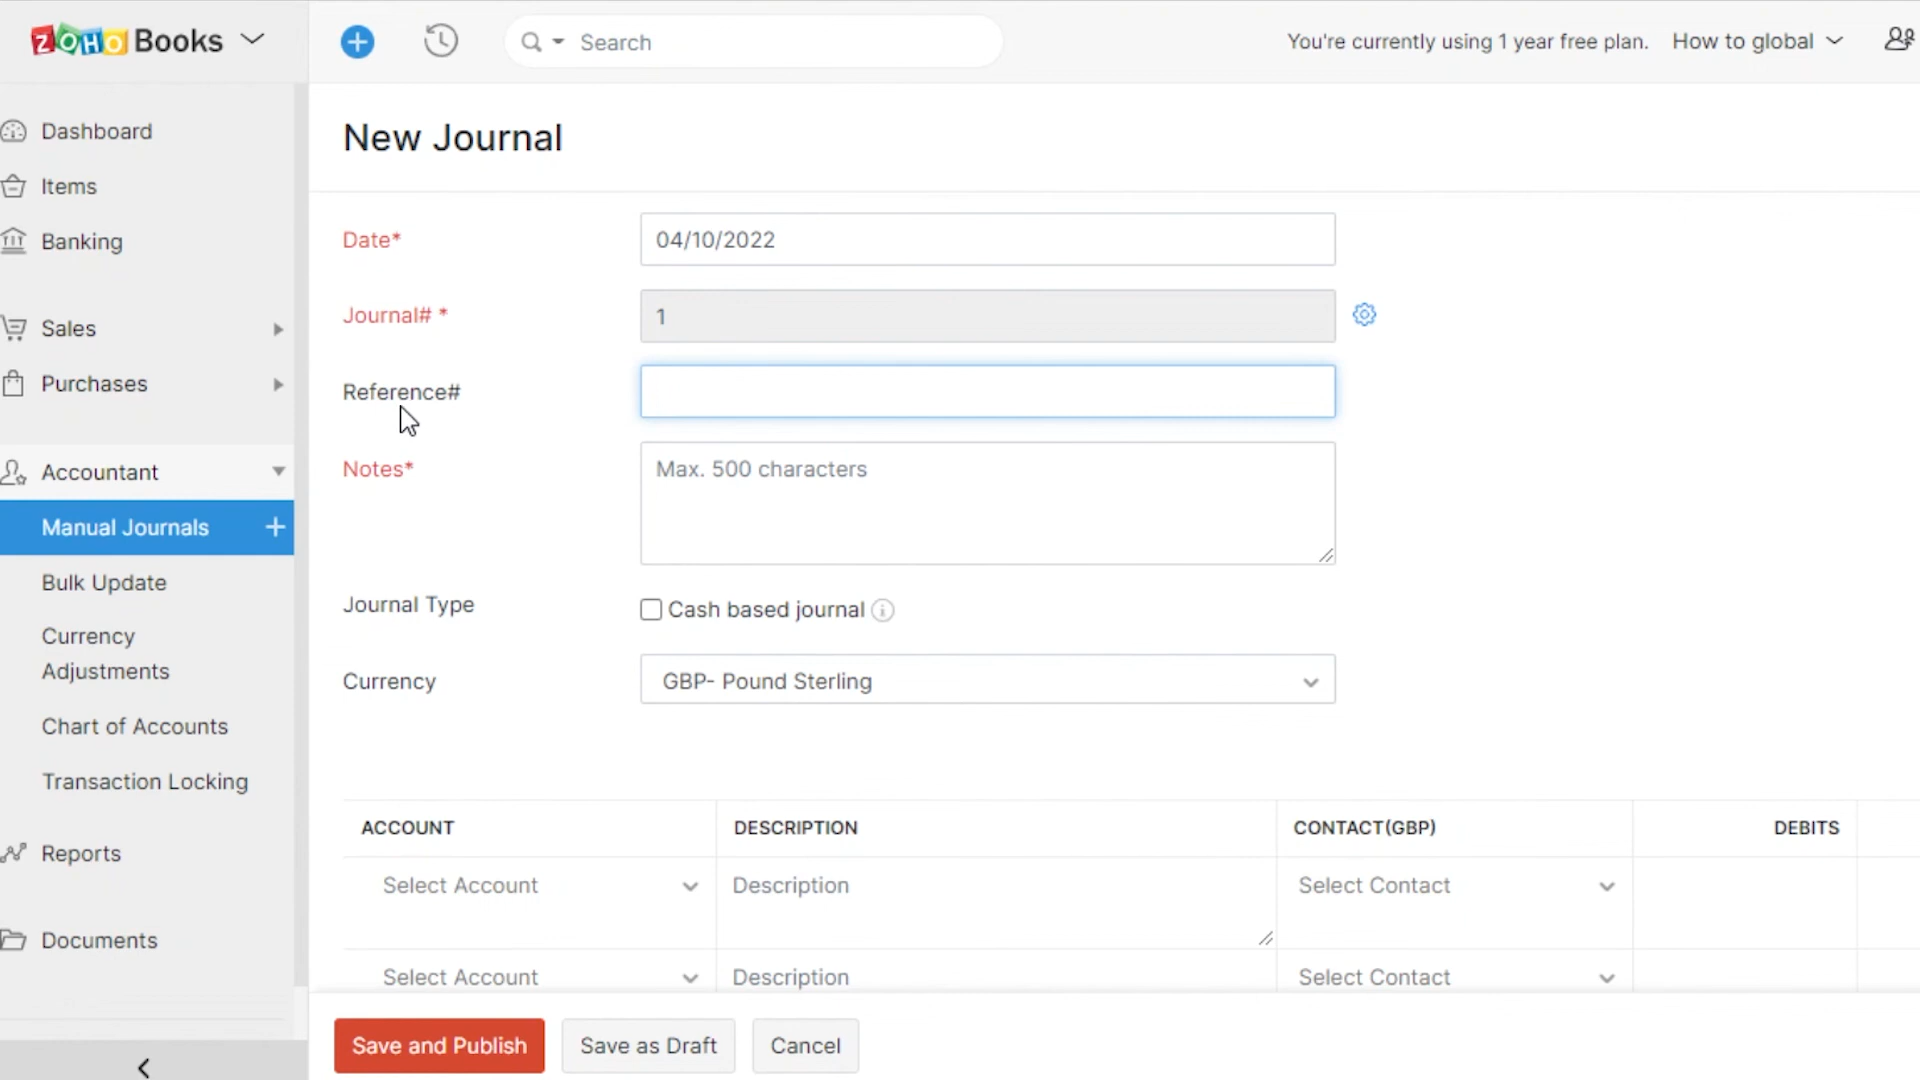 ZOHO Books
Search
You're currently using 1 year free plan.
How to global
Dashboard
Items
Banking
Sales
Purchases
Accountant
Manual Journals
Bulk Update
Currency
Adjustments
Chart of Accounts
Transaction Locking
Reports
Documents
New Journal
Date*
04/10/2022
Journal# *
1
Reference#
Notes*
Max. 500 characters
Journal Type
Cash based journal
Currency
GBP- Pound Sterling
ACCOUNT DESCRIPTION CONTACT(GBP) DEBITS
Select Account Description Select Contact
Select Account Description Select Contact
Save and Publish Save as Draft Cancel